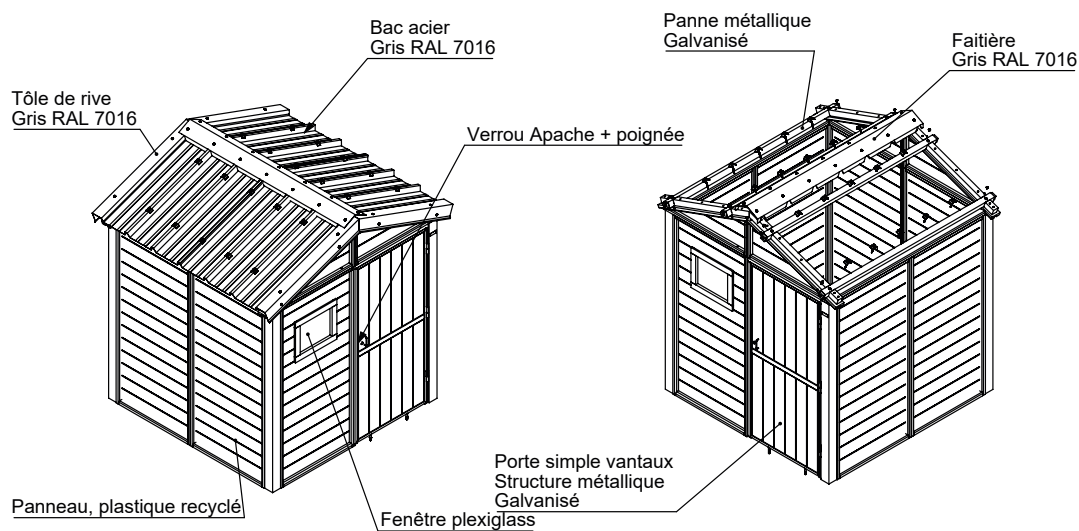 Bac acier
Gris RAL 7016
Panne métallique
Galvanisé
Faitière
Gris RAL 7016
Tôle de rive
Gris RAL 7016
Verrou Apache + poignée
Porte simple vantaux
Structure métallique
Galvanisé
Panneau, plastique recyclé
Fenêtre plexiglass